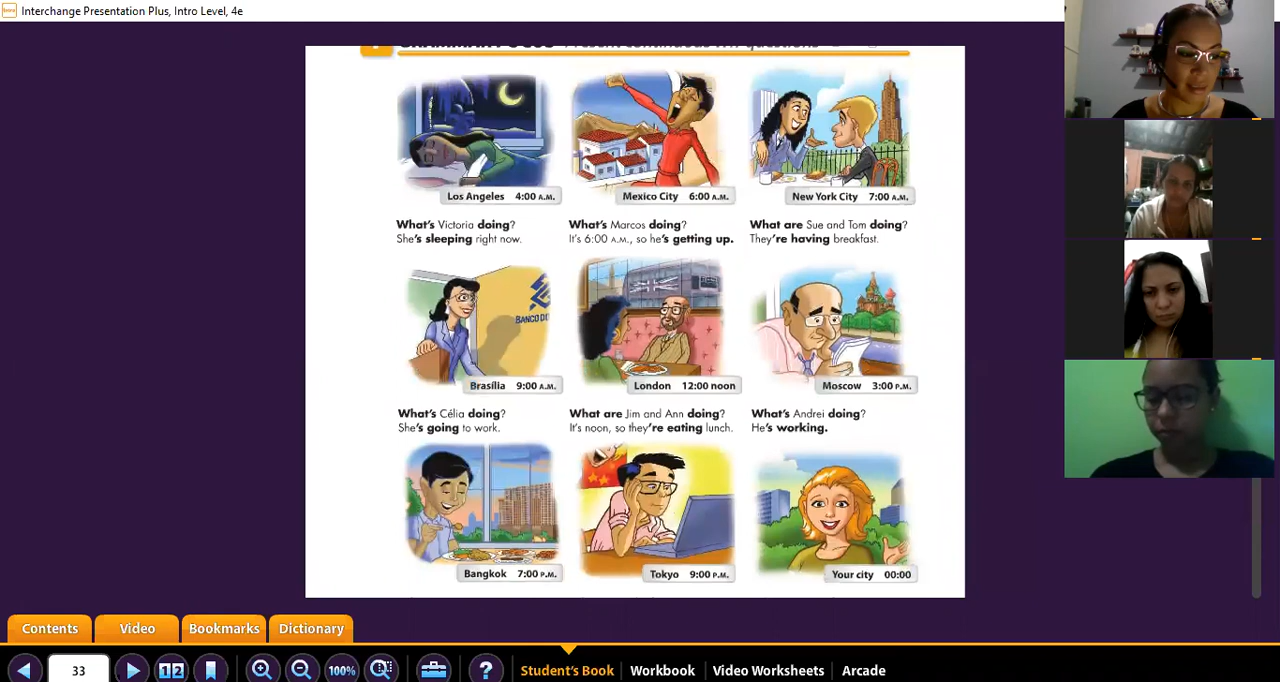 Interchange Presentation Plus, Intro Level, 4e
Los Angeles 4:00 A.M.
Mexico City 6:00 A.M.
New York City 7:00 A.M.
What's Victoria doing?
She's sleeping right now.
What's Marcos doing?
It's 6:00 A.M., so he's getting up.
What are Sue and Tom doing?
They're having breakfast.
BANCO DO
Brasília 9:00 A.M.
London 12:00 noon
Moscow 3:00 P.M.
What's Célia doing?
She's going to work.
What are Jim and Ann doing?
It's noon, so they're eating lunch.
What's Andrei doing?
He's working.
Bangkok 7:00 P.M.
Tokyo 9:00 P.M.
Your city 00:00
Contents
Video
Bookmarks
Dictionary
33
1 2
100%
?
Student's Book
Workbook
Video Worksheets
Arcade